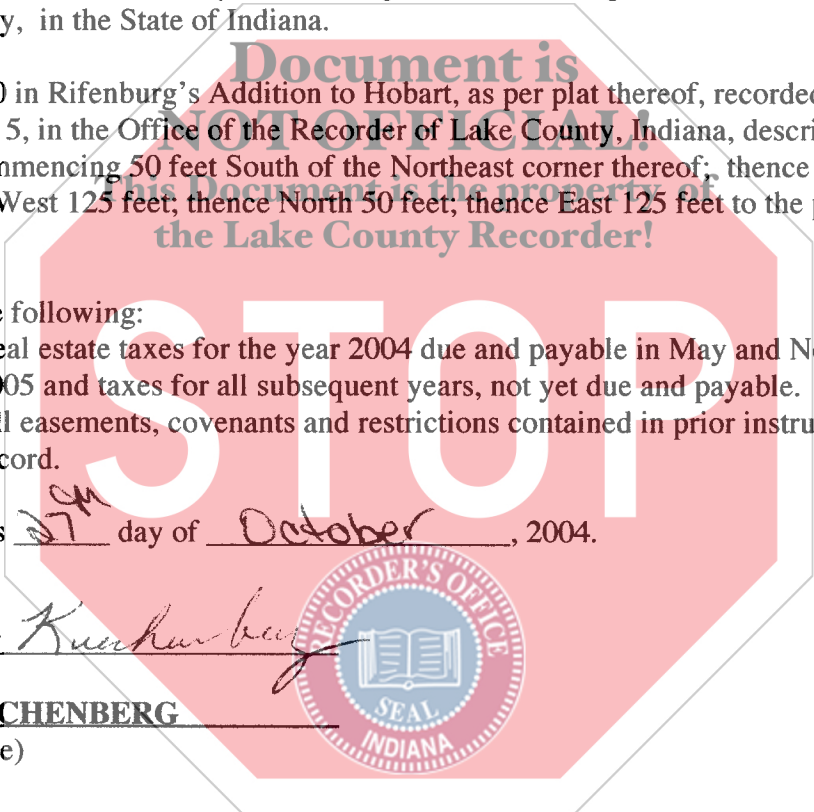 y, in the State of Indiana.
Document is
0 in Rifenburg's Addition to Hobart, as per plat thereof, recorded
NOT OFFICIAL!
5, in the Office of the Recorder of Lake County, Indiana, descri
nmencing 50 feet South of the Northeast corner thereof; thence
This Document is the property of
West 125 feet; thence North 50 feet; thence East 125 feet to the p
the Lake County Recorder!
e following:
eal estate taxes for the year 2004 due and payable in May and N
005 and taxes for all subsequent years, not yet due and payable.
ll easements, covenants and restrictions contained in prior instru
cord.
STOP
s 27th day of October, 2004.
Kuechenberg
CHENBERG
e)
RECORDER'S OFFICE
SEAL
INDIANA